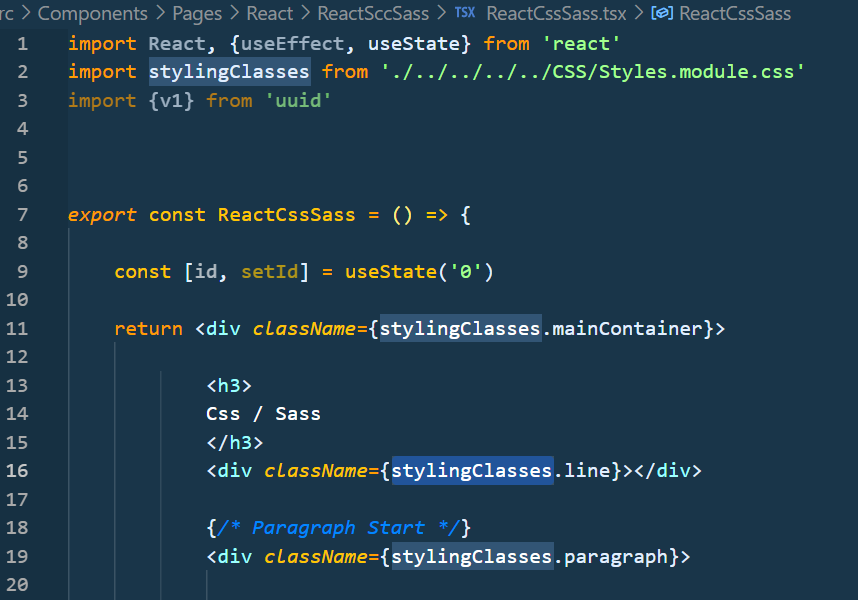 rc > Components > Pages > React > ReactSccSass > TSX ReactCssSass.tsx > ReactCssSass
1 import React, {useEffect, useState} from 'react'
2 import stylingClasses from './../../../../CSS/Styles.module.css'
3 import {v1} from 'uuid'
4
5
6
7 export const ReactCssSass = () => {
8
9 const [id, setId] = useState('0')
10
11 return <div className={stylingClasses.mainContainer}>
12
13 <h3>
14 Css / Sass
15 </h3>
16 <div className={stylingClasses.line}></div>
17
18 {/* Paragraph Start */}
19 <div className={stylingClasses.paragraph}>
20